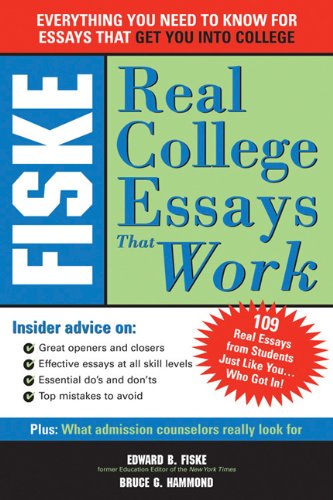 EVERYTHING YOU NEED TO KNOW FOR
ESSAYS THAT GET YOU INTO COLLEGE
FISKE
Real
College
Essays
That Work
109
Real Essays
from Students
Just Like You...
Who Got In!
Insider advice on:
Great openers and closers
Effective essays at all skill levels
Essential do's and don'ts
Top mistakes to avoid
Plus: What admission counselors really look for
EDWARD B. FISKE
former Education Editor of the New York Times
BRUCE G. HAMMOND